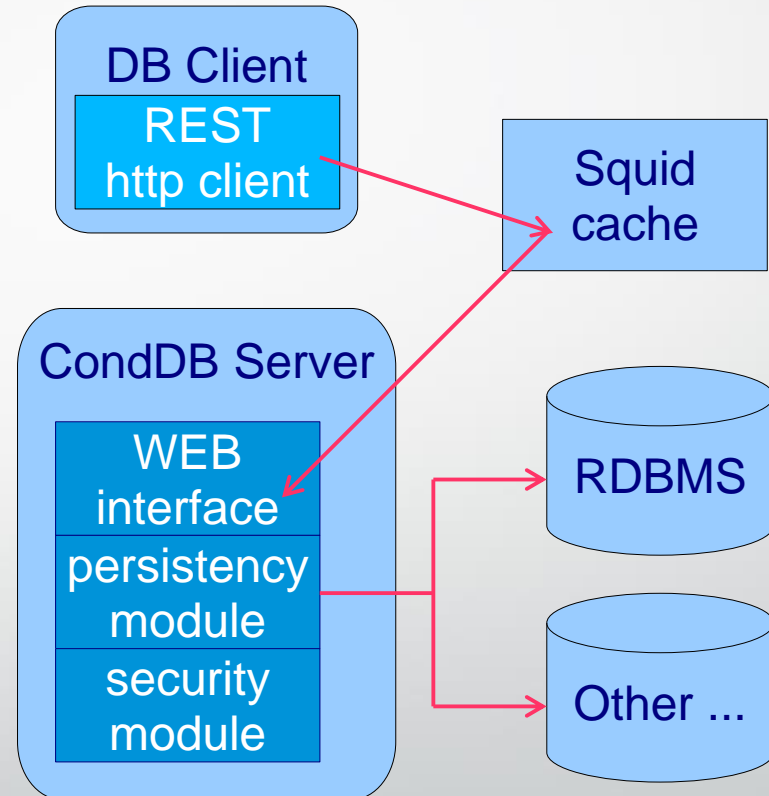 DB Client
REST
http client
Squid
cache
CondDB Server
WEB
interface
persistency
module
security
module
RDBMS
Other ...